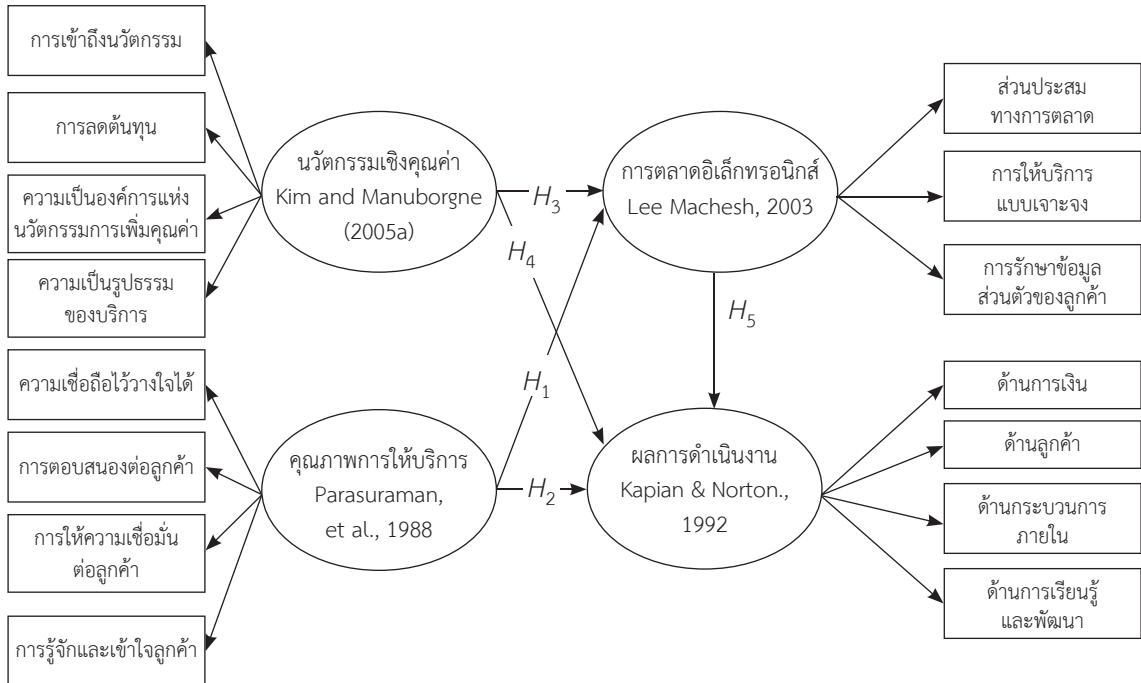 การเข้าถึงนวัตกรรม
การลดต้นทุน
ความเป็นองค์การแห่ง
นวัตกรรมการเพิ่มคุณค่า
ความเป็นรูปธรรม
ของบริการ
ความเชื่อถือไว้วางใจได้
การตอบสนองต่อลูกค้า
การให้ความเชื่อมั่น
ต่อลูกค้า
การรู้จักและเข้าใจลูกค้า
นวัตกรรมเชิงคุณค่า
Kim and Manuborgne
(2005a)
คุณภาพการให้บริการ
Parasuraman,
et al., 1988
H3
H4
H1
H2
การตลาดอิเล็กทรอนิกส์
Lee Machesh, 2003
H5
ผลการดำเนินงาน
Kapian & Norton.,
1992
ส่วนประสม
ทางการตลาด
การให้บริการ
แบบเจาะจง
การรักษาข้อมูล
ส่วนตัวของลูกค้า
ด้านการเงิน
ด้านลูกค้า
ด้านกระบวนการ
ภายใน
ด้านการเรียนรู้
และพัฒนา